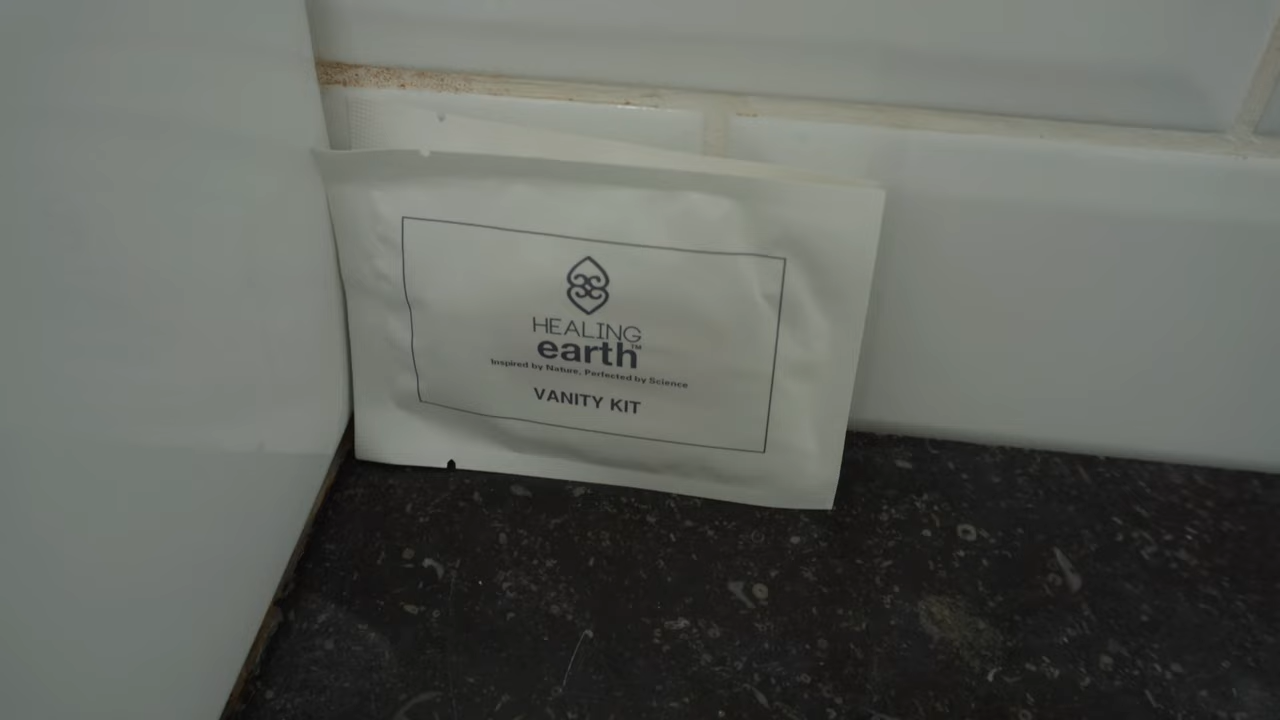 HEALING
earth™
Inspired by Nature, Perfected by Science
VANITY KIT